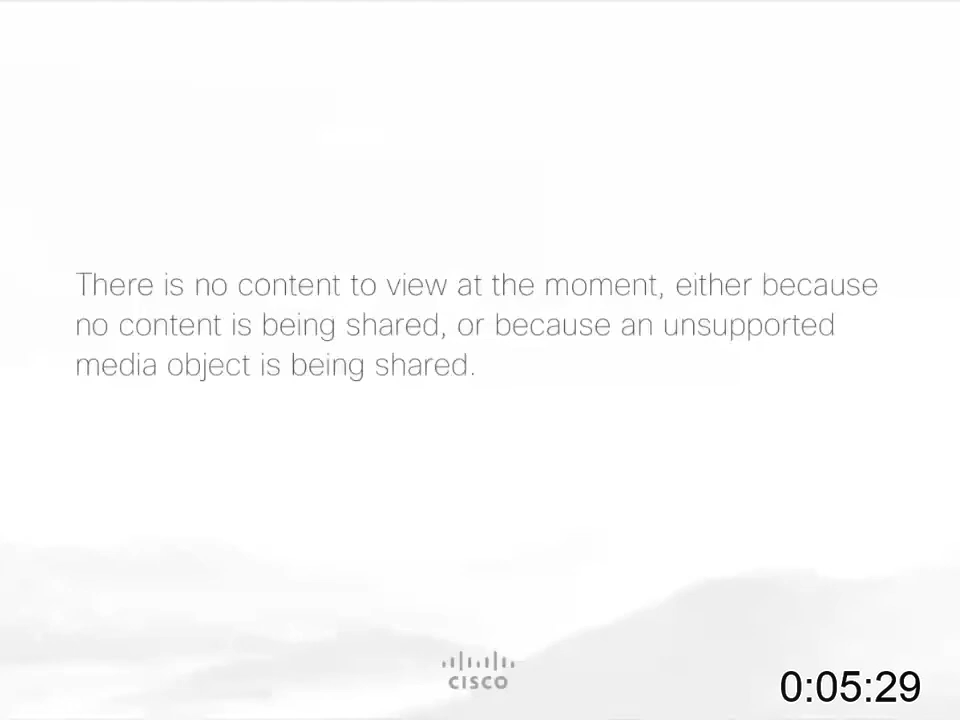 There is no content to view at the moment, either because
no content is being shared, or because an unsupported
media object is being shared.
CISCO
0:05:29